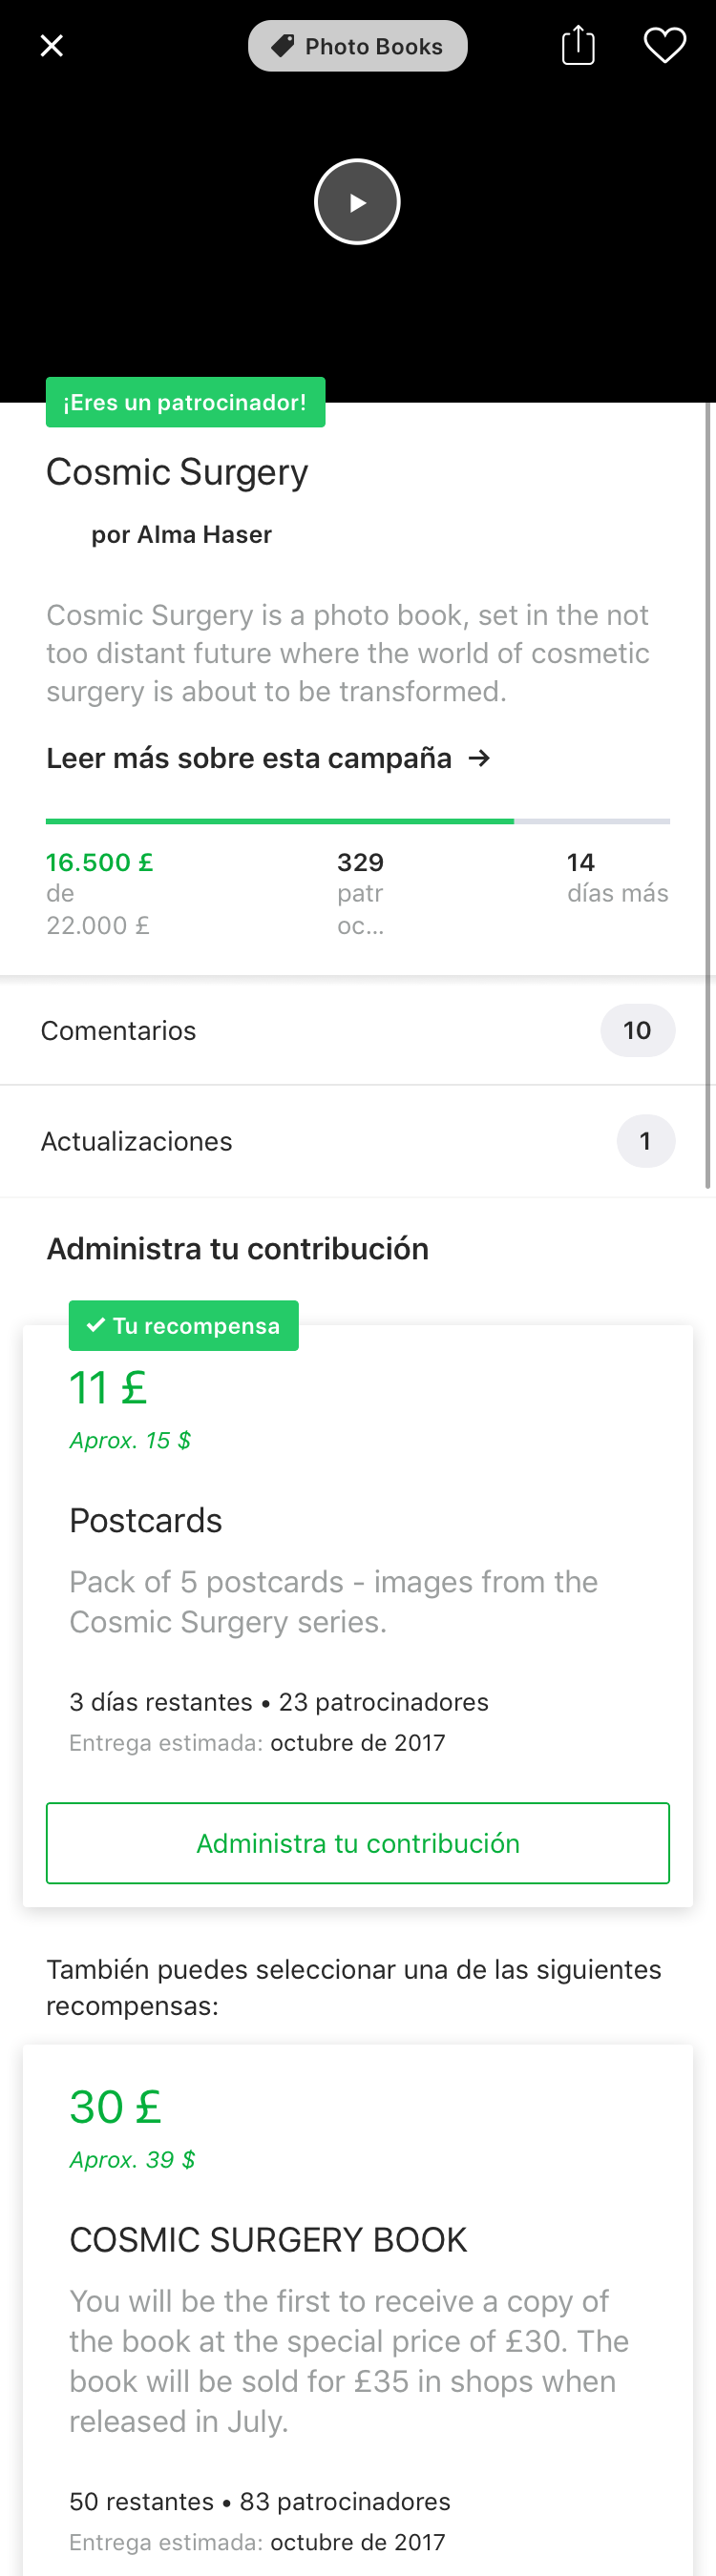 Photo Books
¡Eres un patrocinador!
Cosmic Surgery
por Alma Haser
Cosmic Surgery is a photo book, set in the not
too distant future where the world of cosmetic
surgery is about to be transformed.
Leer más sobre esta campaña →
16.500 £
de
22.000 £
329
patr
oc...
14
días más
Comentarios
10
Actualizaciones
1
Administra tu contribución
✓ Tu recompensa
11 £
Aprox. 15 $
Postcards
Pack of 5 postcards - images from the
Cosmic Surgery series.
3 días restantes • 23 patrocinadores
Entrega estimada: octubre de 2017
Administra tu contribución
También puedes seleccionar una de las siguientes
recompensas:
30 £
Aprox. 39 $
COSMIC SURGERY BOOK
You will be the first to receive a copy of
the book at the special price of £30. The
book will be sold for £35 in shops when
released in July.
50 restantes • 83 patrocinadores
Entrega estimada: octubre de 2017